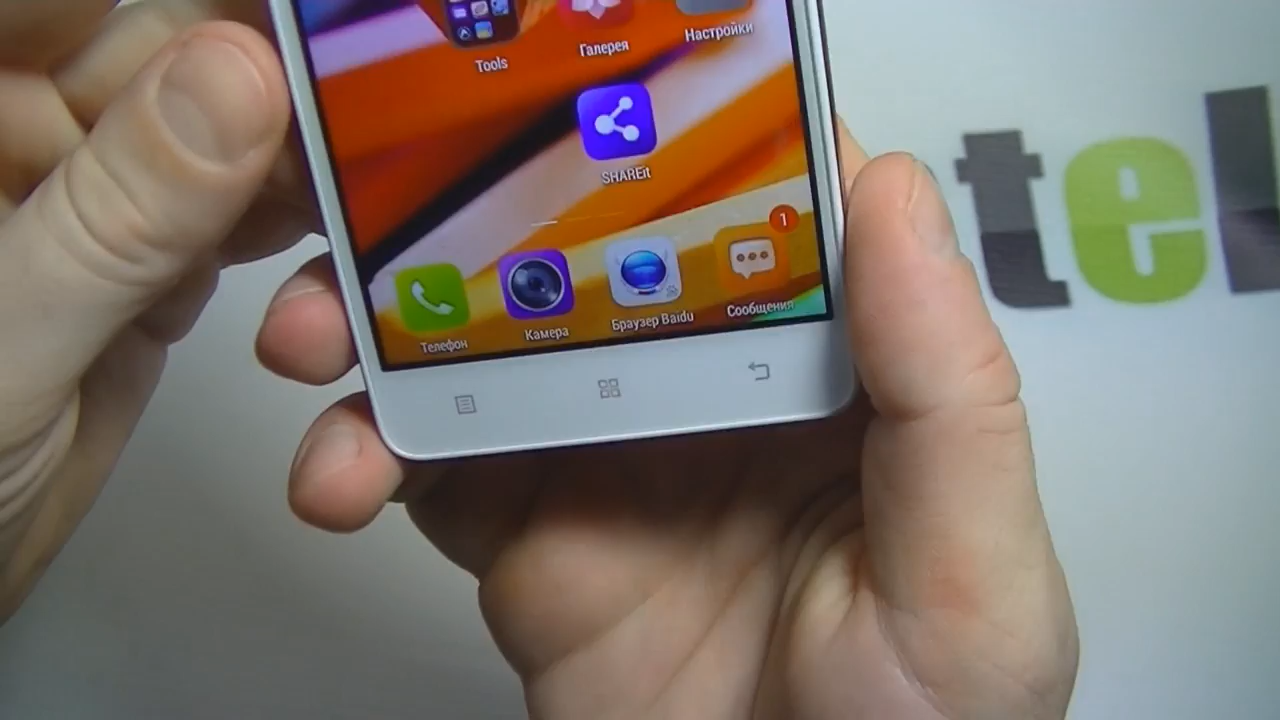 Tools
Галерея
Настройки
SHAREit
1
Телефон
Камера
Браузер Baidu
Сообщения
tel